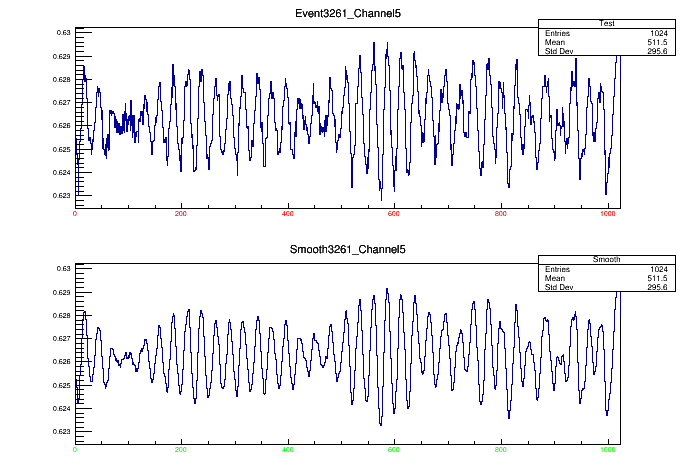 Event3261_Channel5
Test
Entries 1024
Mean 511.5
Std Dev 295.6
0.63
0.629
0.628
0.627
0.626
0.625
0.624
0.623
0 200 400 600 800 1000
Smooth3261_Channel5
Smooth
Entries 1024
Mean 511.5
Std Dev 295.6
0.63
0.629
0.628
0.627
0.626
0.625
0.624
0.623
0 200 400 600 800 1000